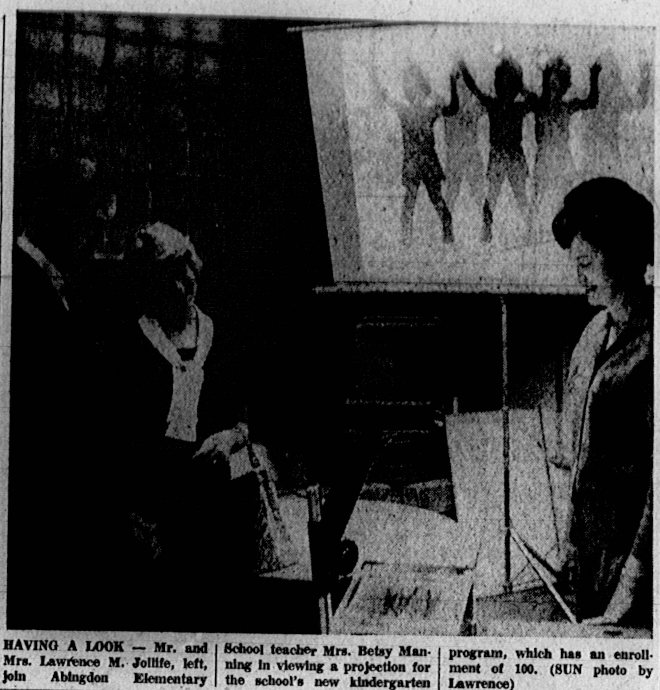 HAVING A LOOK — Mr. and
Mrs. Lawrence M. Jollife, left,
join Abingdon Elementary
School teacher Mrs. Betsy Man-
ning in viewing a projection for
the school's new kindergarten
program, which has an enroll-
ment of 100. (SUN photo by
Lawrence)